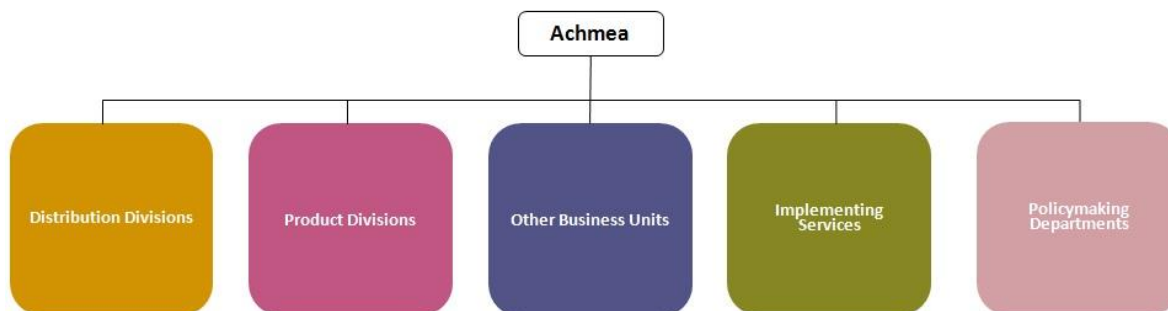 Achmea
Distribution Divisions
Product Divisions
Other Business Units
Implementing
Services
Policymaking
Departments